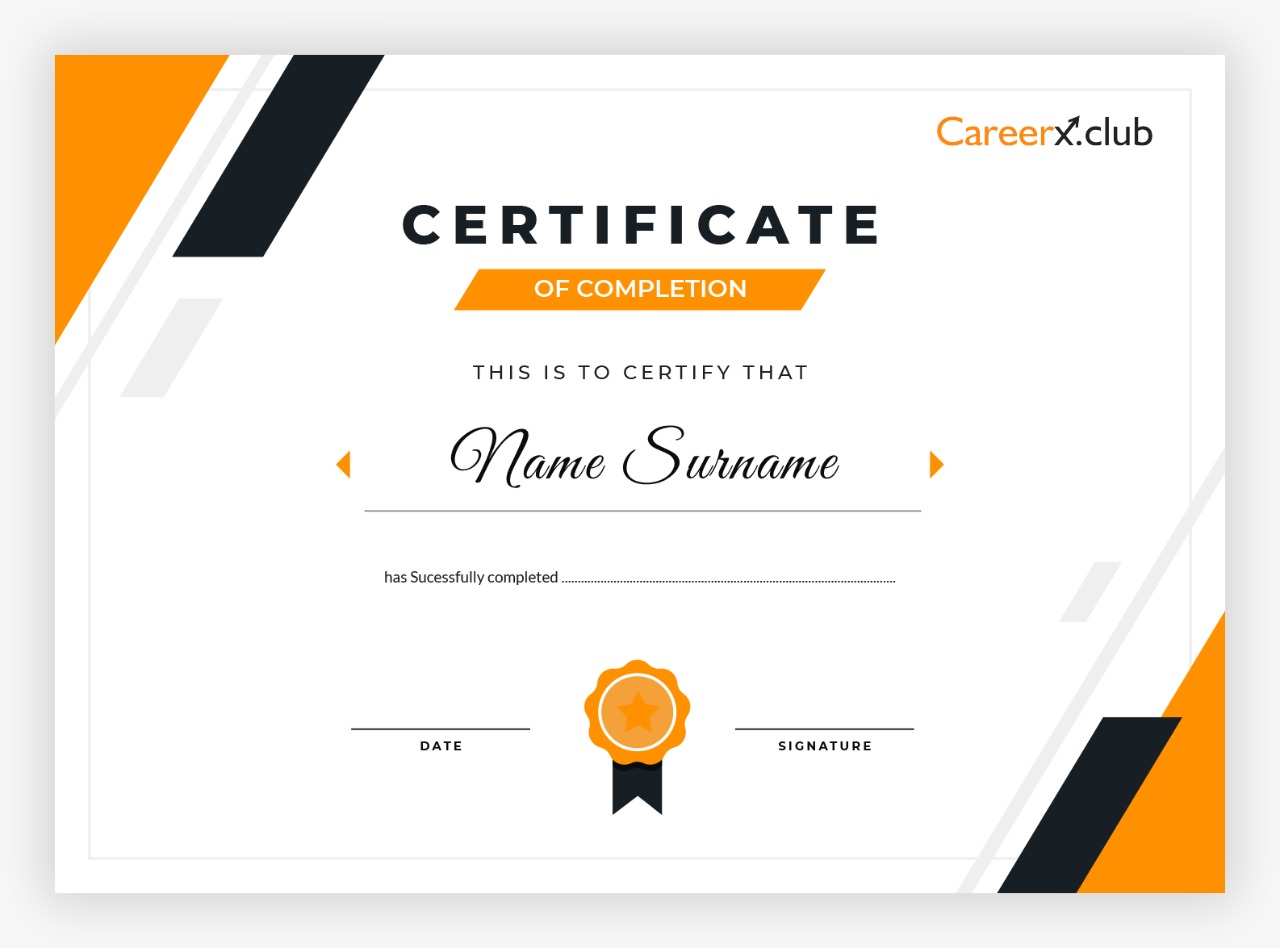 Careerx.club
CERTIFICATE
OF COMPLETION
THIS IS TO CERTIFY THAT
Name Surname
has Sucessfully completed ..........................................................................................................
DATE
SIGNATURE